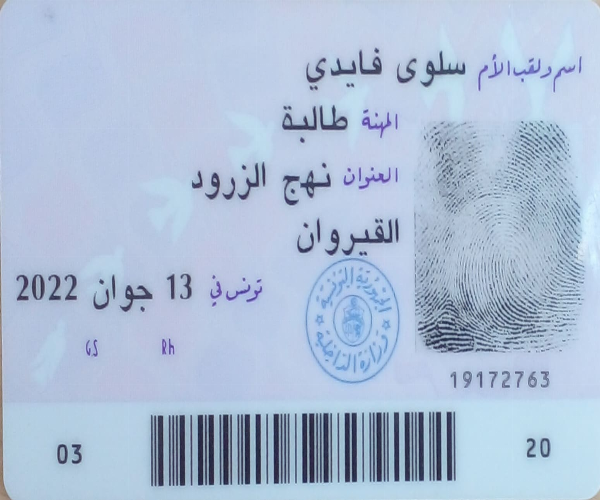 اسم ولقب الأم سلوى فايدي
المهنة طالبة
العنوان نهج الزرود
القيروان
تونس في 13 جوان 2022
الجمهورية التونسية
وزارة الداخلية
GS Rh
19172763
03 20